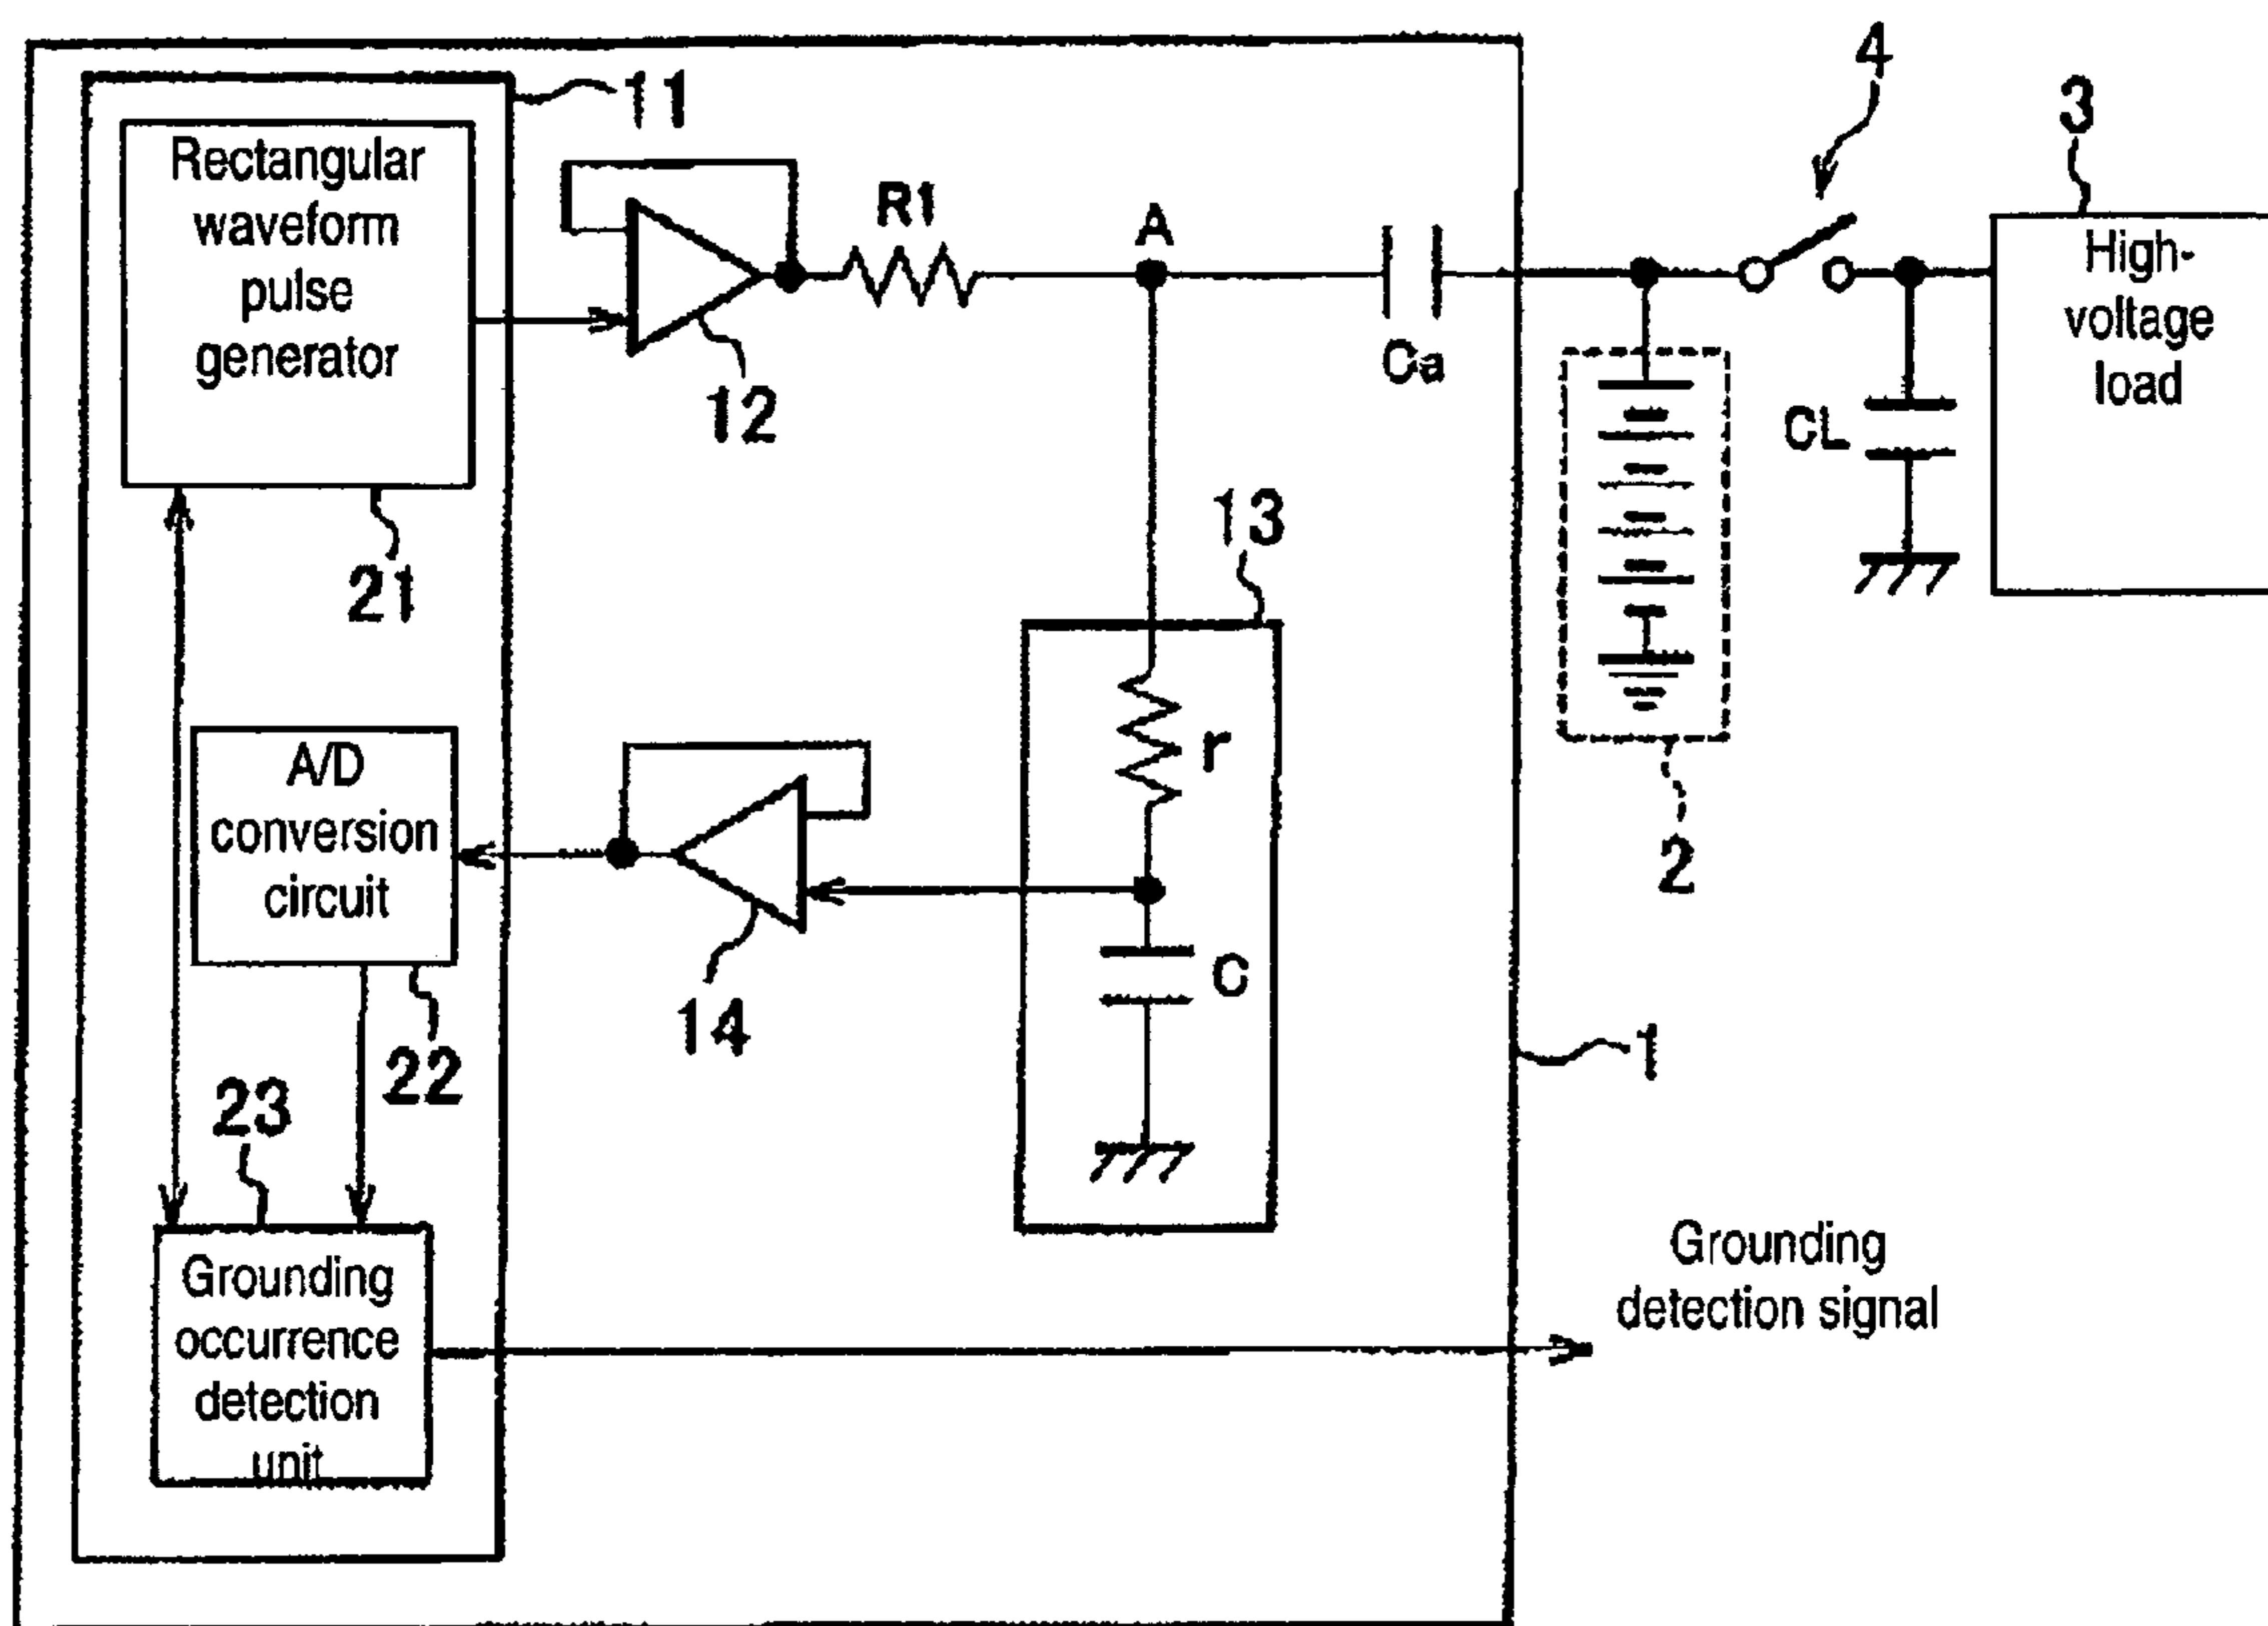 4
3
11
Rectangular
waveform
pulse
generator
R1
A
High-
voltage
load
Ca
12
CL
13
21
A/D
conversion
circuit
r
2
14
C
22
1
23
Grounding
occurrence
detection
unit
Grounding
detection signal